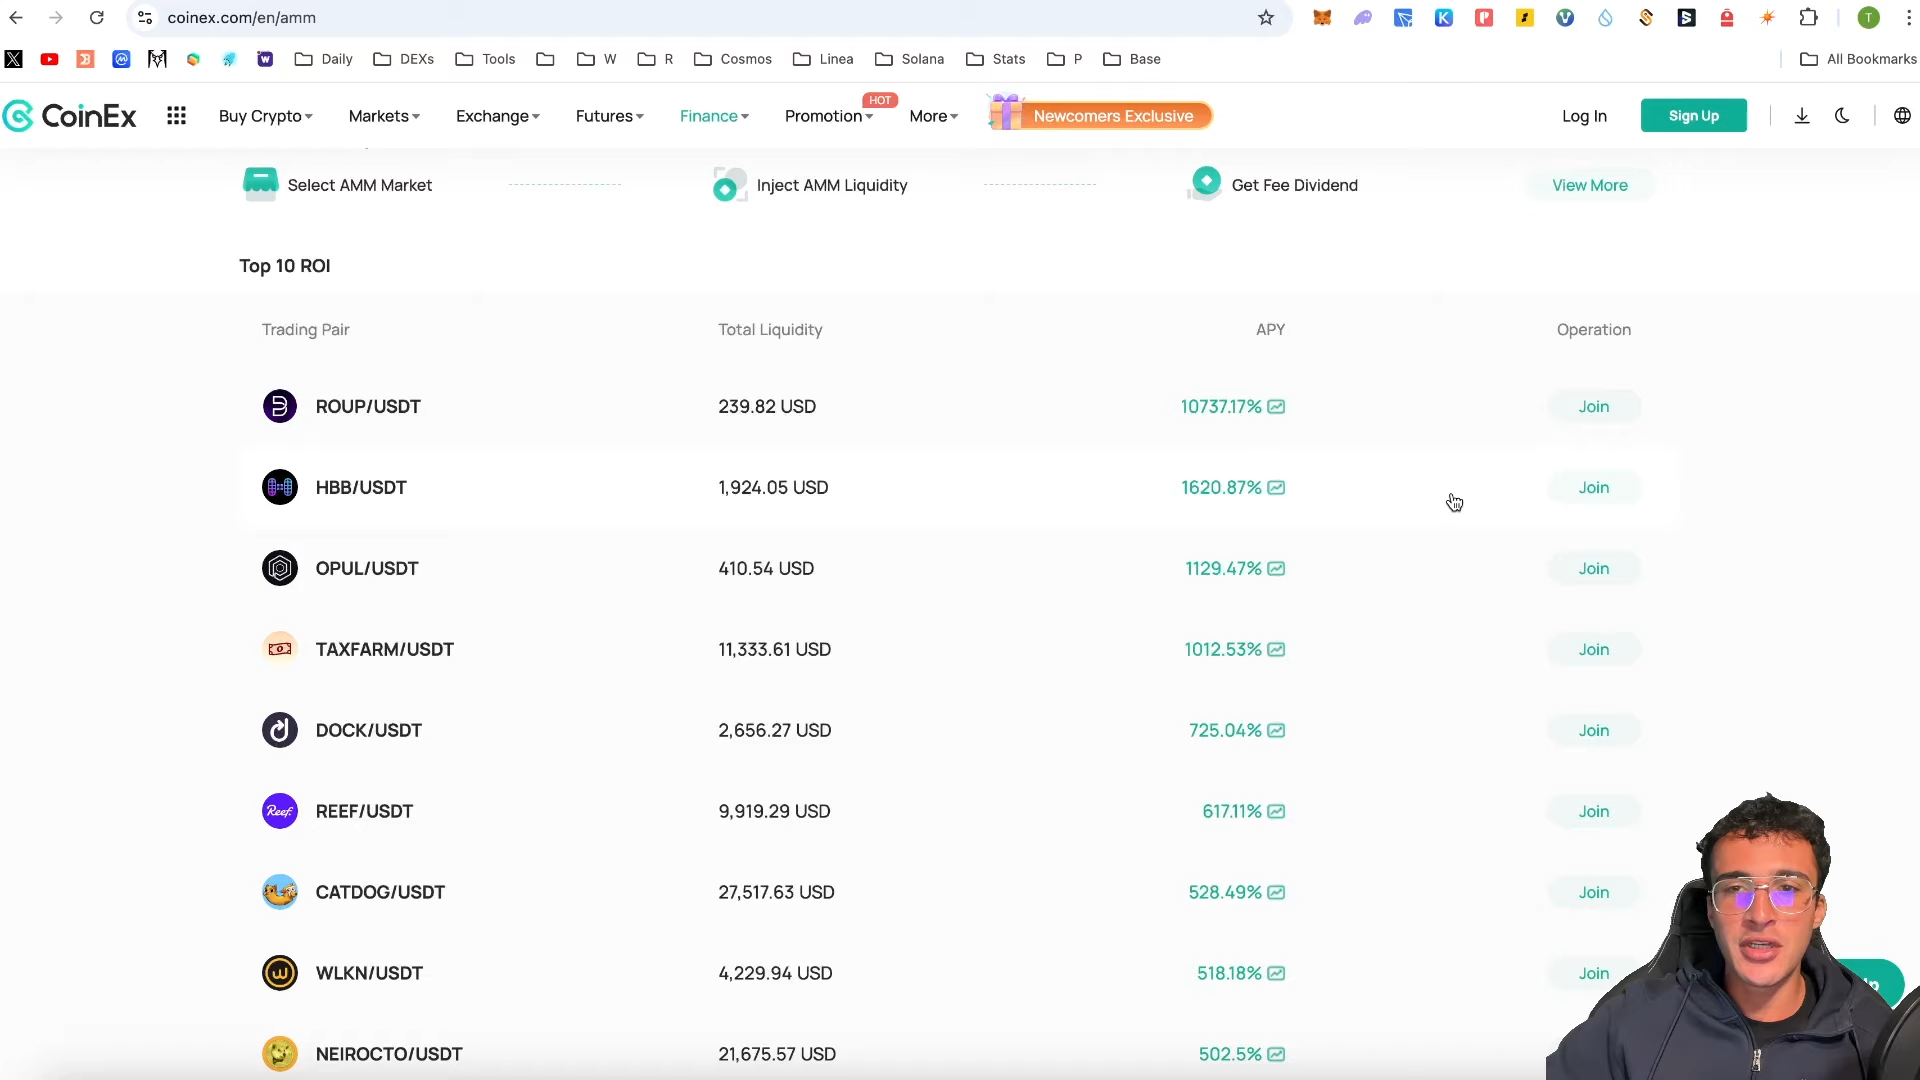 coinex.com/en/amm
T
Daily
DEXs
Tools
W
R
Cosmos
Linea
Solana
Stats
P
Base
All Bookmarks
CoinEx
Buy Crypto
Markets
Exchange
Futures
Finance
Promotion
HOT
More
Newcomers Exclusive
Log In
Sign Up
Select AMM Market
Inject AMM Liquidity
Get Fee Dividend
View More
Top 10 ROI
Trading Pair Total Liquidity APY Operation
ROUP/USDT 239.82 USD 10737.17% Join
HBB/USDT 1,924.05 USD 1620.87% Join
OPUL/USDT 410.54 USD 1129.47% Join
TAXFARM/USDT 11,333.61 USD 1012.53% Join
DOCK/USDT 2,656.27 USD 725.04% Join
Reef REEF/USDT 9,919.29 USD 617.11% Join
CATDOG/USDT 27,517.63 USD 528.49% Join
WLKN/USDT 4,229.94 USD 518.18% Join
NEIROCTO/USDT 21,675.57 USD 502.5%